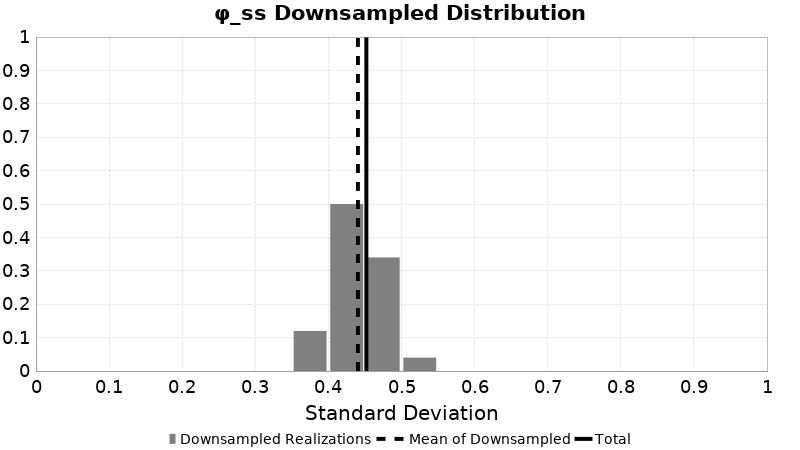 φ_ss Downsampled Distribution
1
0.9
0.8
0.7
0.6
0.5
0.4
0.3
0.2
0.1
0
0 0.1 0.2 0.3 0.4 0.5 0.6 0.7 0.8 0.9 1
Standard Deviation
Downsampled Realizations Mean of Downsampled Total